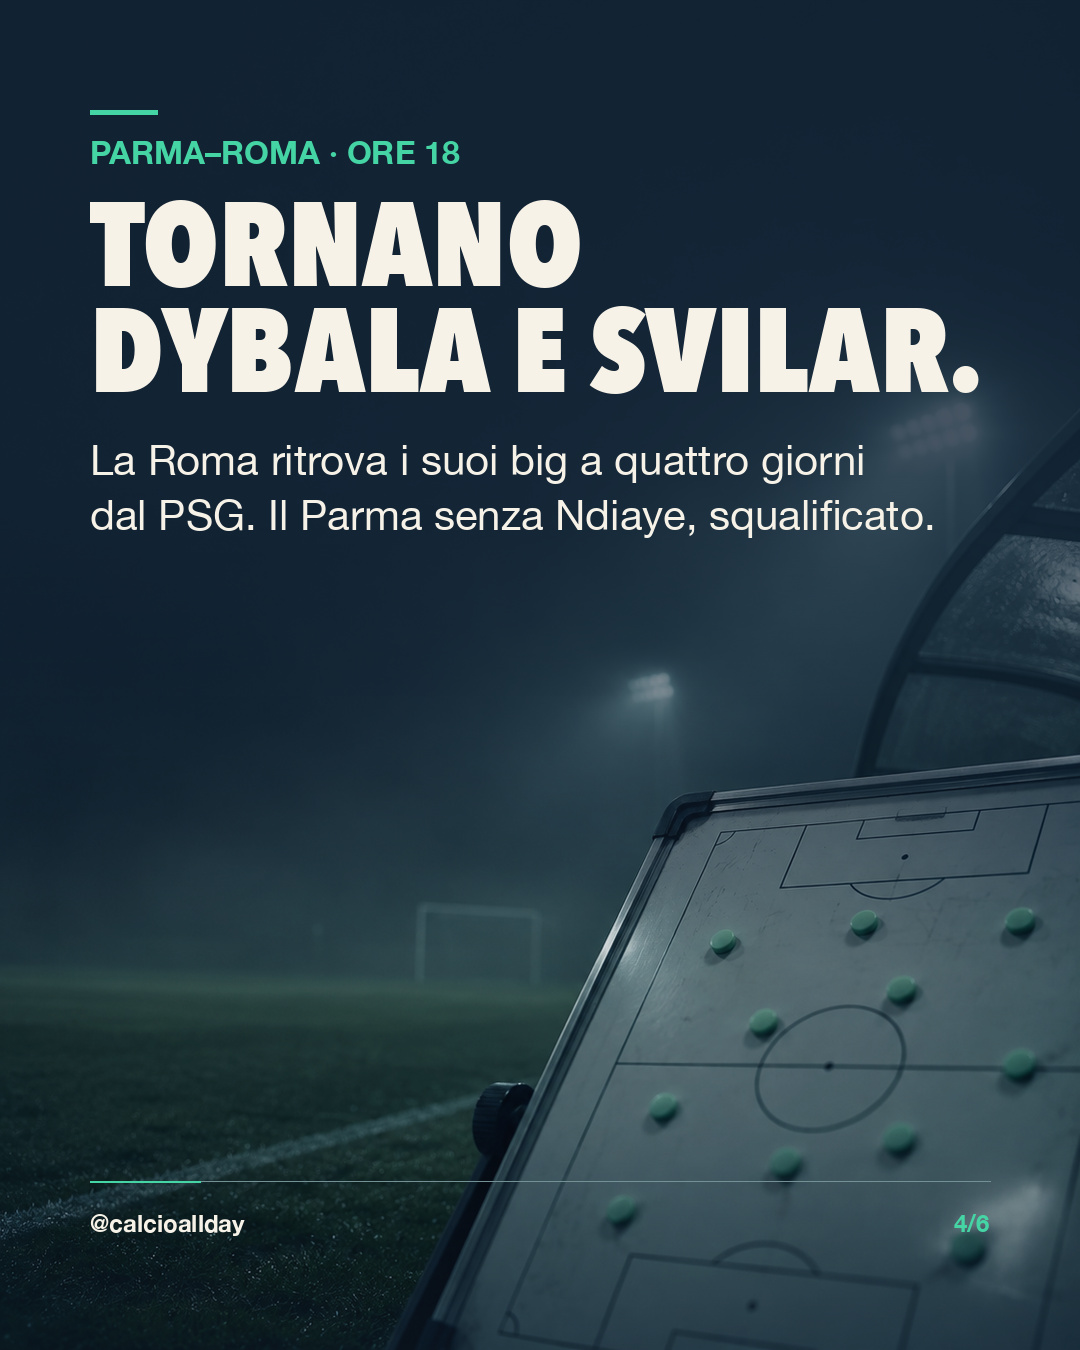 PARMA–ROMA · ORE 18
TORNANO
DYBALA E SVILAR.
La Roma ritrova i suoi big a quattro giorni
dal PSG. Il Parma senza Ndiaye, squalificato.
@calcioallday
4/6